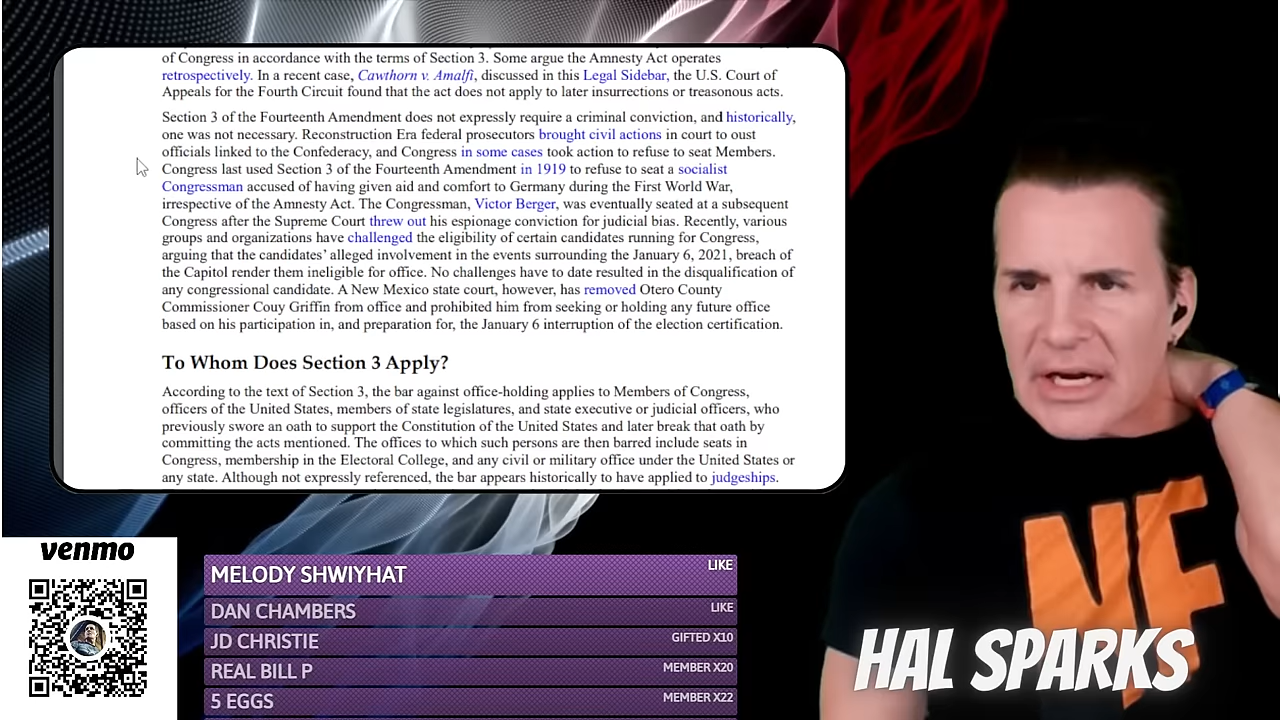 of Congress in accordance with the terms of Section 3. Some argue the Amnesty Act operates
retrospectively. In a recent case, Cawthorn v. Amalfi, discussed in this Legal Sidebar, the U.S. Court of
Appeals for the Fourth Circuit found that the act does not apply to later insurrections or treasonous acts.
Section 3 of the Fourteenth Amendment does not expressly require a criminal conviction, and historically,
one was not necessary. Reconstruction Era federal prosecutors brought civil actions in court to oust
officials linked to the Confederacy, and Congress in some cases took action to refuse to seat Members.
Congress last used Section 3 of the Fourteenth Amendment in 1919 to refuse to seat a socialist
Congressman accused of having given aid and comfort to Germany during the First World War,
irrespective of the Amnesty Act. The Congressman, Victor Berger, was eventually seated at a subsequent
Congress after the Supreme Court threw out his espionage conviction for judicial bias. Recently, various
groups and organizations have challenged the eligibility of certain candidates running for Congress,
arguing that the candidates' alleged involvement in the events surrounding the January 6, 2021, breach of
the Capitol render them ineligible for office. No challenges have to date resulted in the disqualification of
any congressional candidate. A New Mexico state court, however, has removed Otero County
Commissioner Couy Griffin from office and prohibited him from seeking or holding any future office
based on his participation in, and preparation for, the January 6 interruption of the election certification.
To Whom Does Section 3 Apply?
According to the text of Section 3, the bar against office-holding applies to Members of Congress,
officers of the United States, members of state legislatures, and state executive or judicial officers, who
previously swore an oath to support the Constitution of the United States and later break that oath by
committing the acts mentioned. The offices to which such persons are then barred include seats in
Congress, membership in the Electoral College, and any civil or military office under the United States or
any state. Although not expressly referenced, the bar appears historically to have applied to judgeships.
venmo
MELODY SHWIYHAT LIKE
DAN CHAMBERS LIKE
JD CHRISTIE GIFTED X10
REAL BILL P MEMBER X20
5 EGGS MEMBER X22
NF
HAL SPARKS